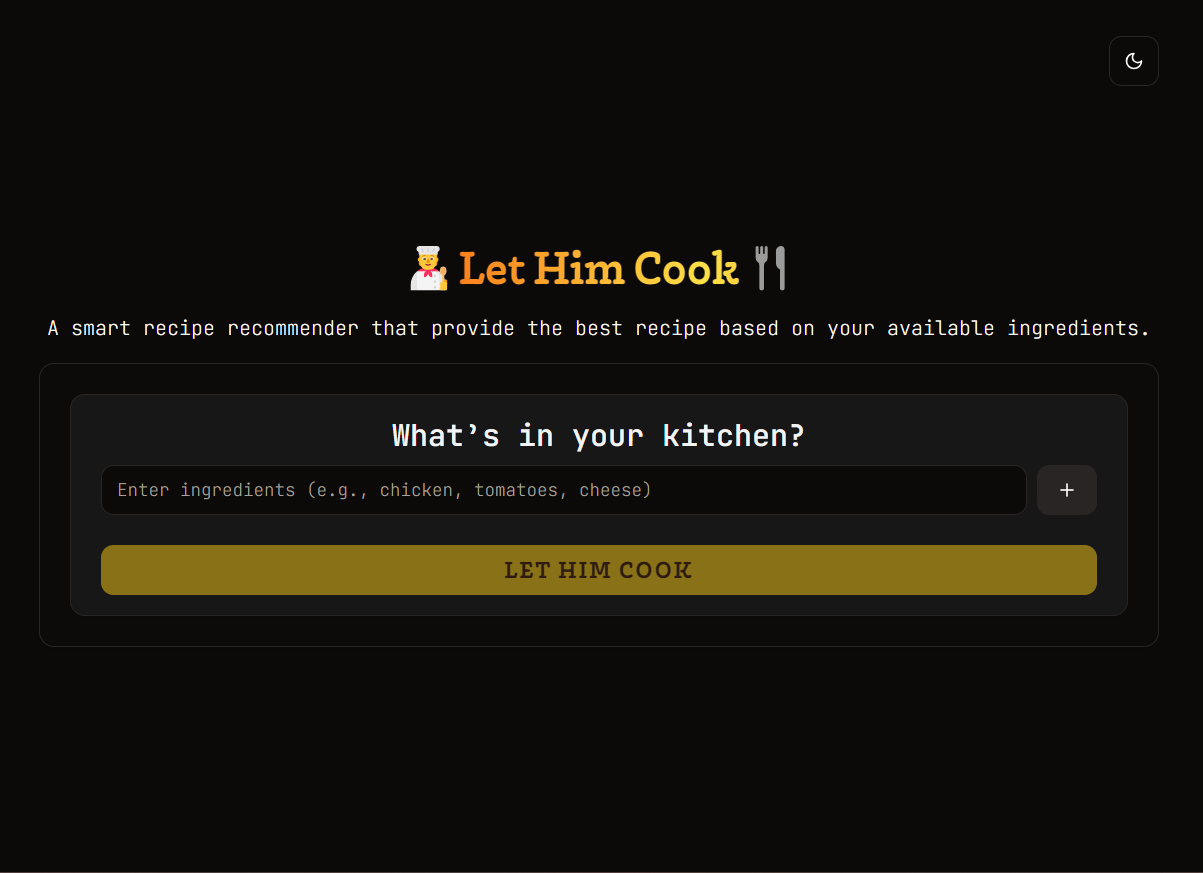 Let Him Cook
A smart recipe recommender that provide the best recipe based on your available ingredients.
What’s in your kitchen?
Enter ingredients (e.g., chicken, tomatoes, cheese)
LET HIM COOK